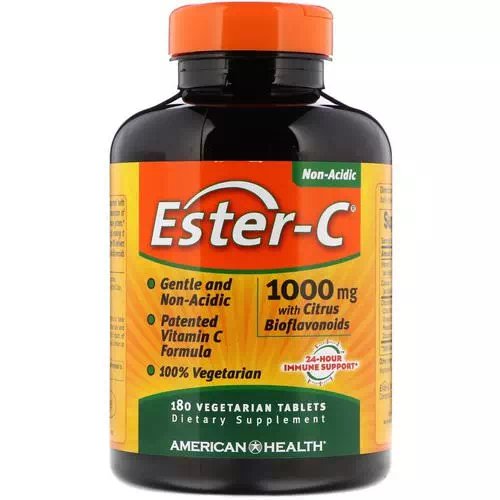 Non-Acidic
Ester-C®
Gentle and
Non-Acidic
Patented
Vitamin C
Formula
100% Vegetarian
1000 mg
with Citrus
Bioflavonoids
24-HOUR
IMMUNE SUPPORT*
180 VEGETARIAN TABLETS
Dietary Supplement
AMERICAN HEALTH®